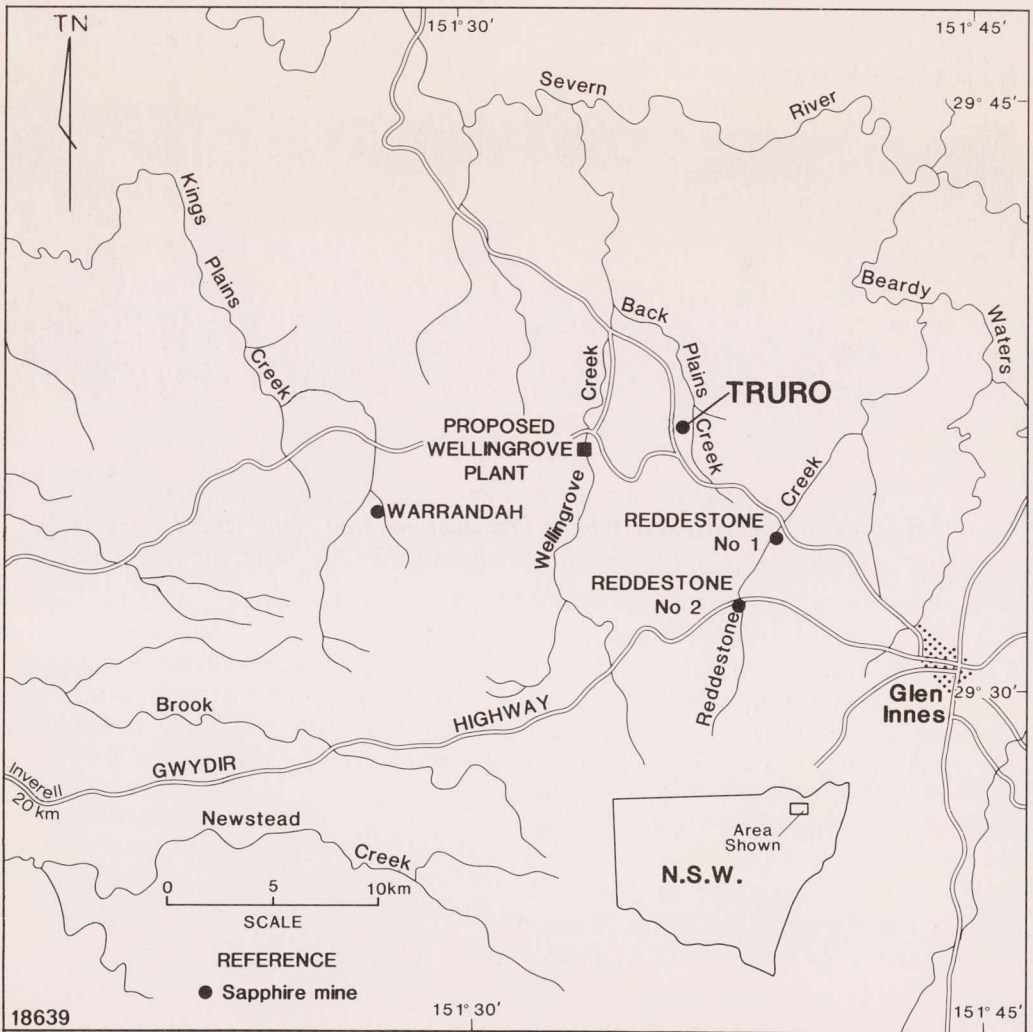 TN
151° 30′
151° 45′
Severn
River
29° 45′
Kings
Plains
Creek
Beardy
Waters
Back
Plains
Creek
Creek
TRURO
PROPOSED
WELLINGROVE
PLANT
Wellingrove
WARRANDAH
Creek
REDDESTONE
No 1
REDDESTONE
No 2
Reddestone
Glen
Innes
29° 30′
Brook
HIGHWAY
GWYDIR
Inverell
20 km
Newstead
Creek
Area
Shown
N.S.W.
0 5 10km
SCALE
REFERENCE
Sapphire mine
151° 30′
151° 45′
18639